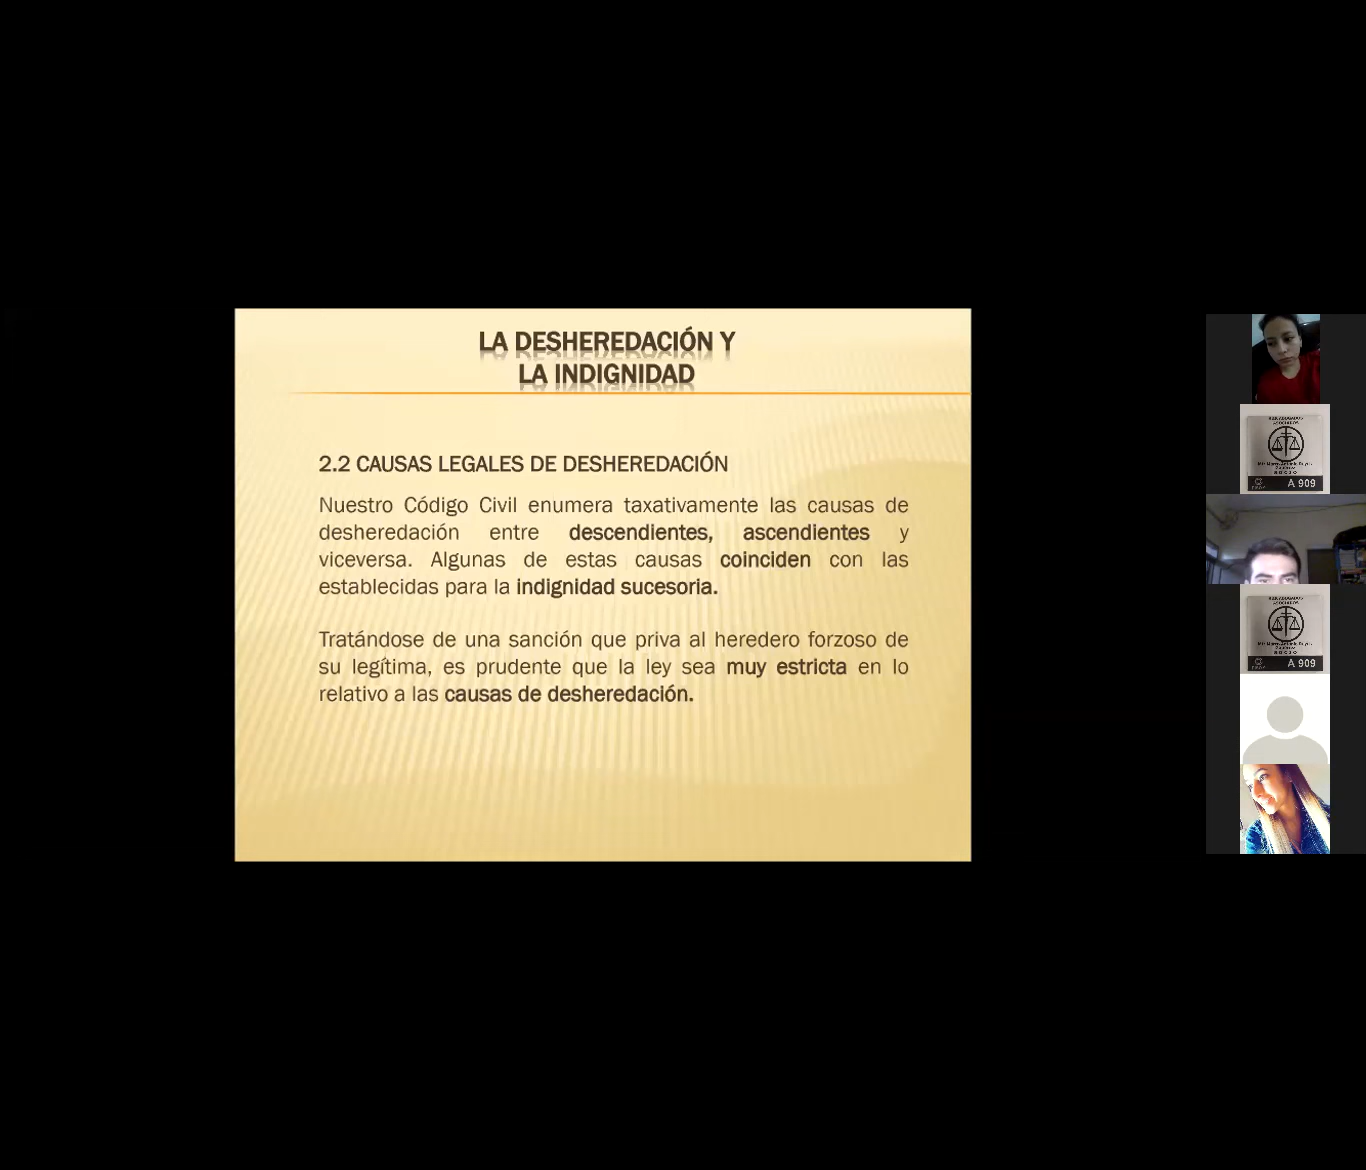 LA DESHEREDACIÓN Y
LA INDIGNIDAD
2.2 CAUSAS LEGALES DE DESHEREDACIÓN
Nuestro Código Civil enumera taxativamente las causas de
desheredación entre descendientes, ascendientes y
viceversa. Algunas de estas causas coinciden con las
establecidas para la indignidad sucesoria.
Tratándose de una sanción que priva al heredero forzoso de
su legítima, es prudente que la ley sea muy estricta en lo
relativo a las causas de desheredación.
ASOCIADOS
A 909
ASOCIADOS
A 909